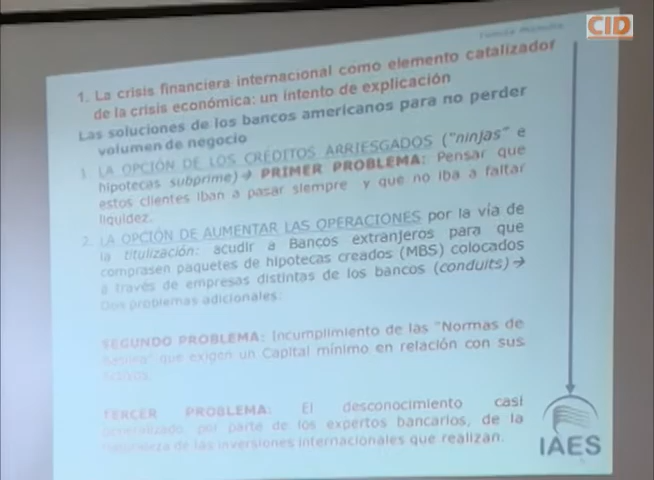 CID
1. La crisis financiera internacional como elemento catalizador
de la crisis económica: un intento de explicación
Las soluciones de los bancos americanos para no perder
volumen de negocio
1. LA OPCIÓN DE LOS CRÉDITOS ARRIESGADOS ("ninjas" e
hipotecas subprime)→ PRIMER PROBLEMA: Pensar que
estos clientes iban a pasar siempre y que no iba a faltar
liquidez.
2. LA OPCIÓN DE AUMENTAR LAS OPERACIONES por la vía de
la titulización: acudir a Bancos extranjeros para que
comprasen paquetes de hipotecas creados (MBS) colocados
a través de empresas distintas de los bancos (conduits)→
Dos problemas adicionales:
SEGUNDO PROBLEMA: Incumplimiento de las "Normas de
que exigen un Capital mínimo en relación con sus
TERCER PROBLEMA: El desconocimiento casi
generalizado, por parte de los expertos bancarios, de la
naturaleza de las inversiones internacionales que realizan.
IAES